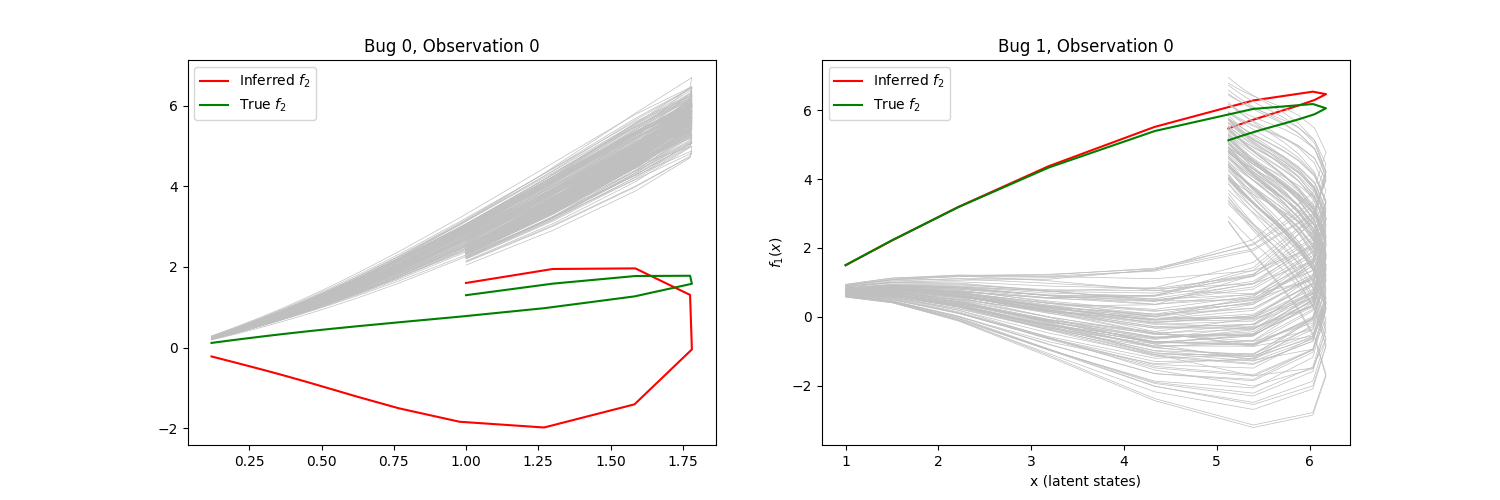 Bug 0, Observation 0
Inferred f₂
True f₂
6
4
2
0
−2
0.25 0.50 0.75 1.00 1.25 1.50 1.75
Bug 1, Observation 0
Inferred f₂
True f₂
f₁(x)
6
4
2
0
−2
1 2 3 4 5 6
x (latent states)